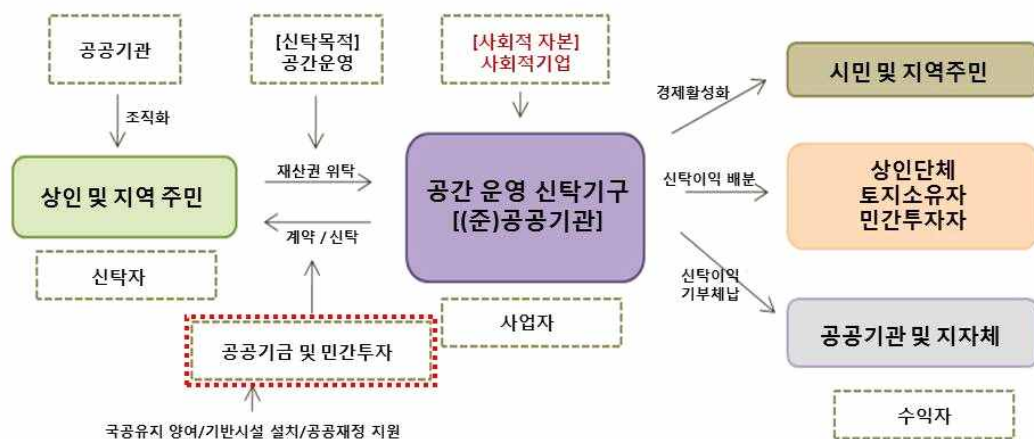 공공기관
[신탁목적]
공간운영
[사회적 자본]
사회적기업
시민 및 지역주민
조직화
경제활성화
상인 및 지역 주민
재산권 위탁
계약 / 신탁
공간 운영 신탁기구
[(준)공공기관]
신탁이익 배분
상인단체
토지소유자
민간투자자
신탁자
신탁이익
기부체납
사업자
공공기관 및 지자체
공공기금 및 민간투자
수익자
국공유지 양여/기반시설 설치/공공재정 지원